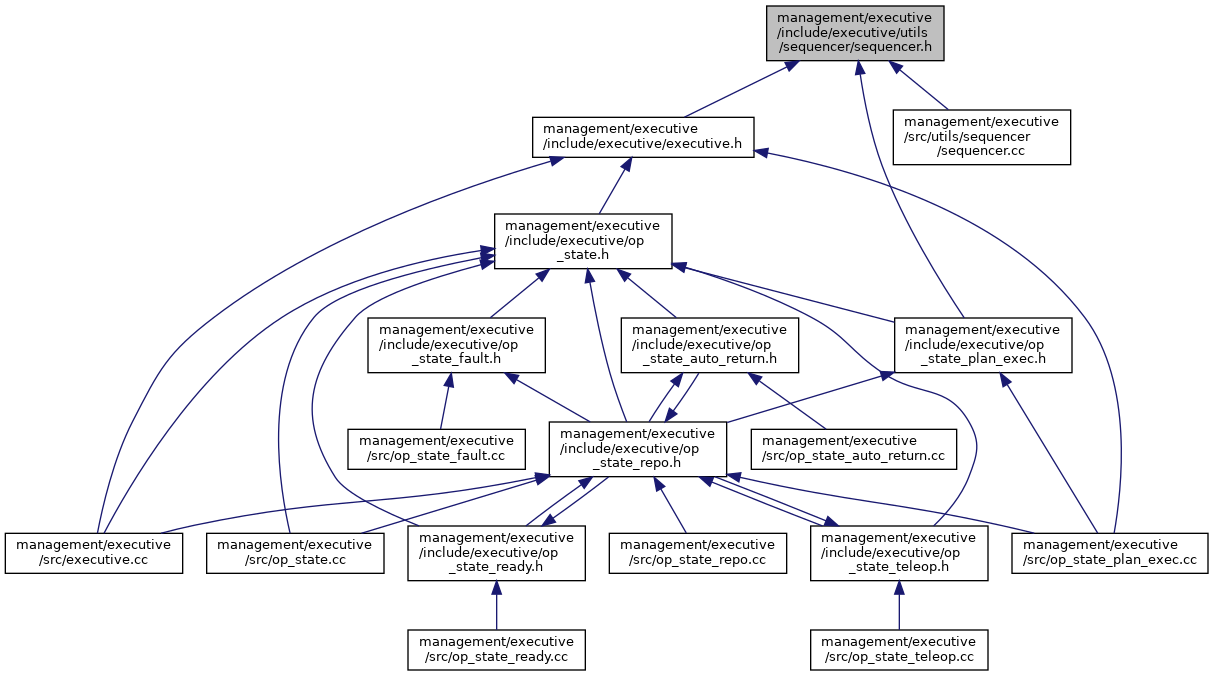 management/executive
/include/executive/utils
/sequencer/sequencer.h
management/executive
/include/executive/executive.h
management/executive
/src/utils/sequencer
/sequencer.cc
management/executive
/include/executive/op
_state.h
management/executive
/include/executive/op
_state_fault.h
management/executive
/include/executive/op
_state_auto_return.h
management/executive
/include/executive/op
_state_plan_exec.h
management/executive
/src/op_state_fault.cc
management/executive
/include/executive/op
_state_repo.h
management/executive
/src/op_state_auto_return.cc
management/executive
/src/executive.cc
management/executive
/src/op_state.cc
management/executive
/include/executive/op
_state_ready.h
management/executive
/src/op_state_repo.cc
management/executive
/include/executive/op
_state_teleop.h
management/executive
/src/op_state_plan_exec.cc
management/executive
/src/op_state_ready.cc
management/executive
/src/op_state_teleop.cc